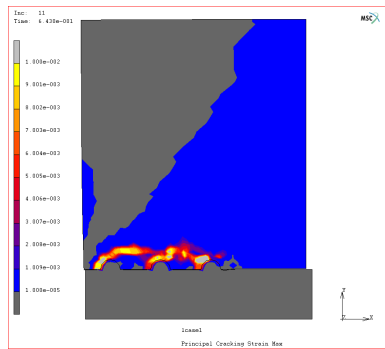 Inc: 11
Time: 6.430e-001
MSC
1.000e-002
9.001e-003
8.002e-003
7.003e-003
6.004e-003
5.005e-003
4.006e-003
3.007e-003
2.008e-003
1.009e-003
1.000e-005
lcase1
Principal Cracking Strain Max
Z
X
Y